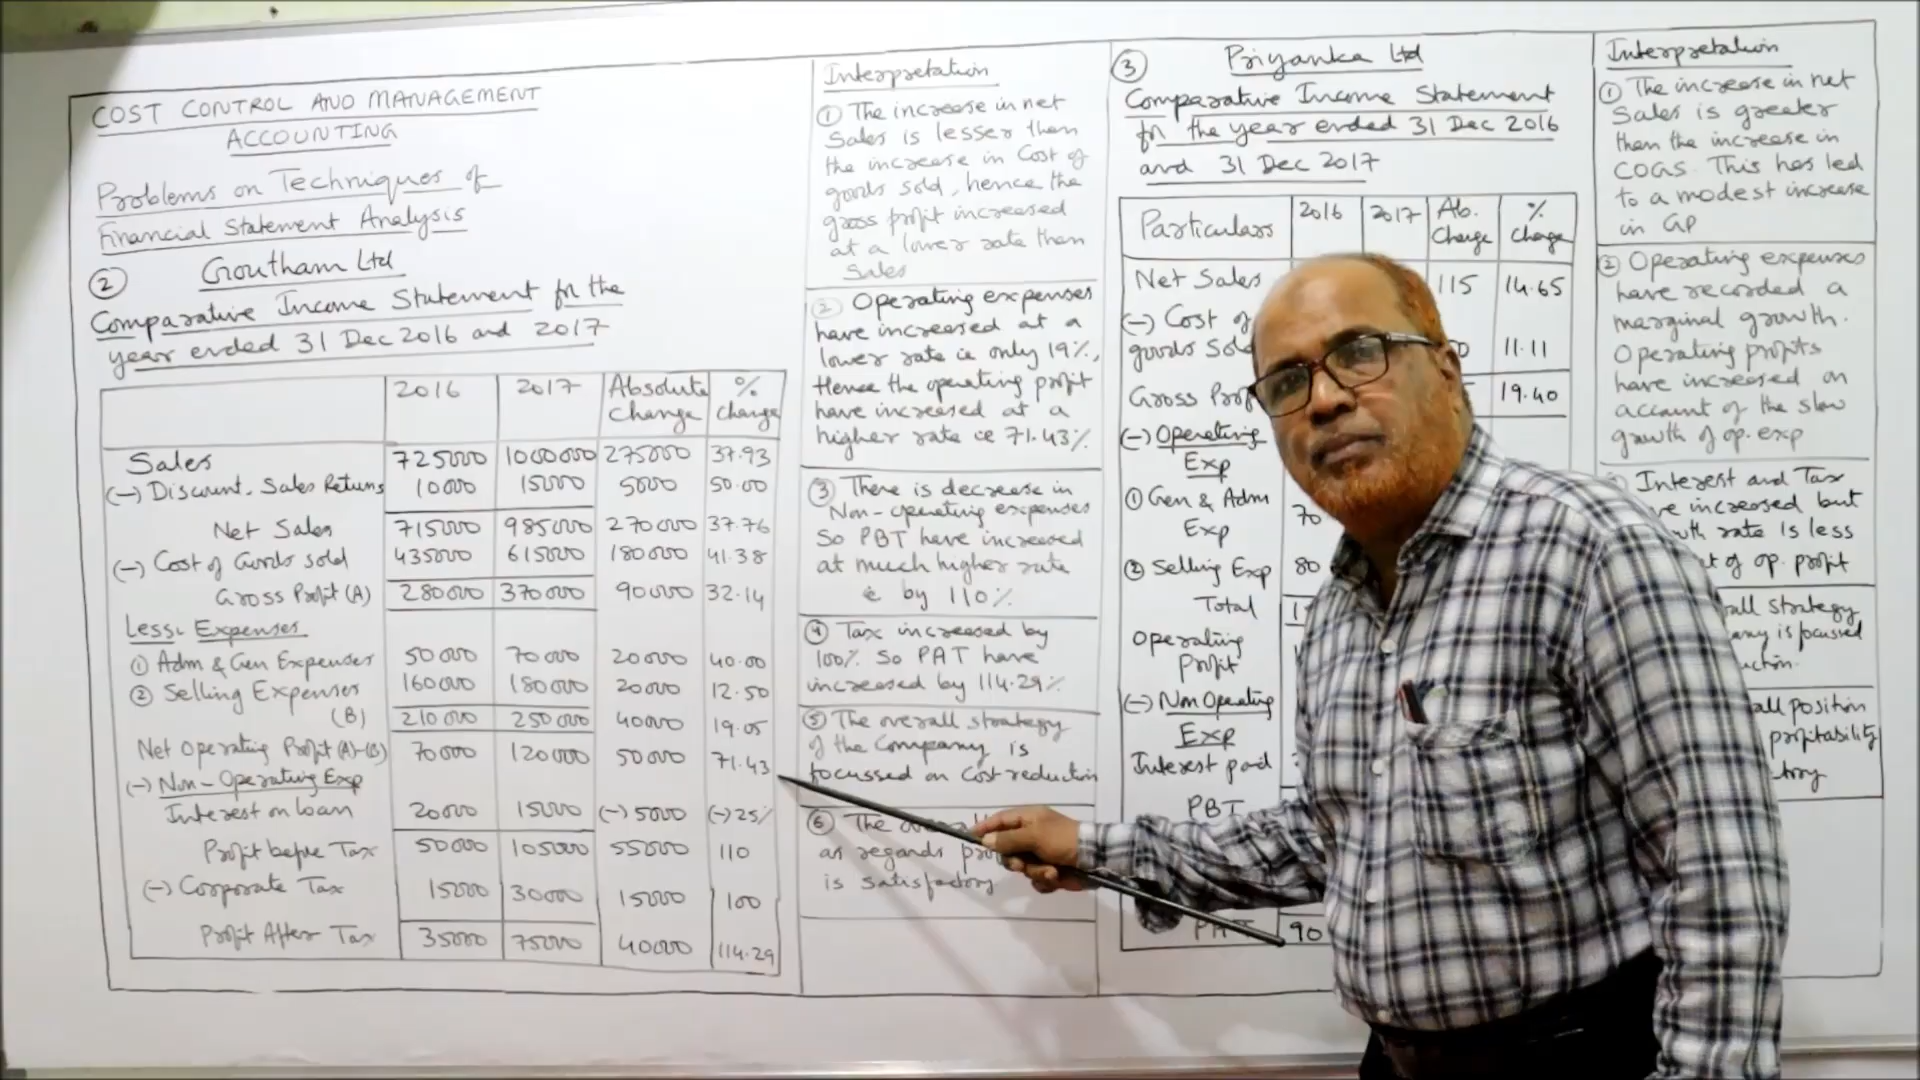 COST CONTROL AND MANAGEMENT
ACCOUNTING
Problems on Techniques of
Financial Statement Analysis
② Goutham Ltd
Comparative Income Statement for the
year ended 31 Dec 2016 and 2017
2016 2017 Absolute Change % change
Sales 725000 1000000 275000 37.93
(-) Discount. Sales Returns 10000 15000 5000 50.00
Net Sales 715000 985000 270000 37.76
(-) Cost of Goods sold 435000 615000 180000 41.38
Gross Profit (A) 280000 370000 90000 32.14
Less: Expenses
① Adm & Gen Expenses 50000 70000 20000 40.00
② Selling Expenses 160000 180000 20000 12.50
(B) 210000 250000 40000 19.05
Net Operating Profit (A)-(B) 70000 120000 50000 71.43
(-) Non-Operating Exp
Interest on loan 20000 15000 (-) 5000 (-) 25%
Profit before Tax 50000 105000 55000 110
(-) Corporate Tax 15000 30000 15000 100
Profit After Tax 35000 75000 40000 114.29
Interpretation
① The increase in net
Sales is lesser than
the increase in Cost of
goods sold, hence the
gross profit increased
at a lower rate than
Sales
② Operating expenses
have increased at a
lower rate ie only 19%,
Hence the operating profit
have increased at a
higher rate ie 71.43%
③ There is decrease in
Non-operating expenses
So PBT have increased
at much higher rate
ie by 110%
④ Tax increased by
100% So PAT have
increased by 114.29%
⑤ The overall strategy
of the Company is
focussed on Cost reduction
⑥ The
as regards
is satisfactory
③ Priyanka Ltd
Comparative Income Statement
for the year ended 31 Dec 2016
and 31 Dec 2017
Particulars 2016 2017 Ab. Change % change
Net Sales 115 14.65
(-) Cost of
goods Sold 11.11
Gross 19.40
(-) Operating
Exp
① Gen & Adm
Exp 70
② Selling Exp 80
Total
Operating
Profit
(-) Non Operating
Exp
Interest paid
PBT
PAT 90
Interpretation
① The increase in net
Sales is greater
than the increase in
COGS. This has led
to a modest increase
in GP
② Operating expenses
have recorded a
marginal growth.
Operating profits
have increased on
account of the slow
growth of op. exp
Interest and Tax
increased but
rate is less
of op. profit
strategy
is focussed
position
profitability